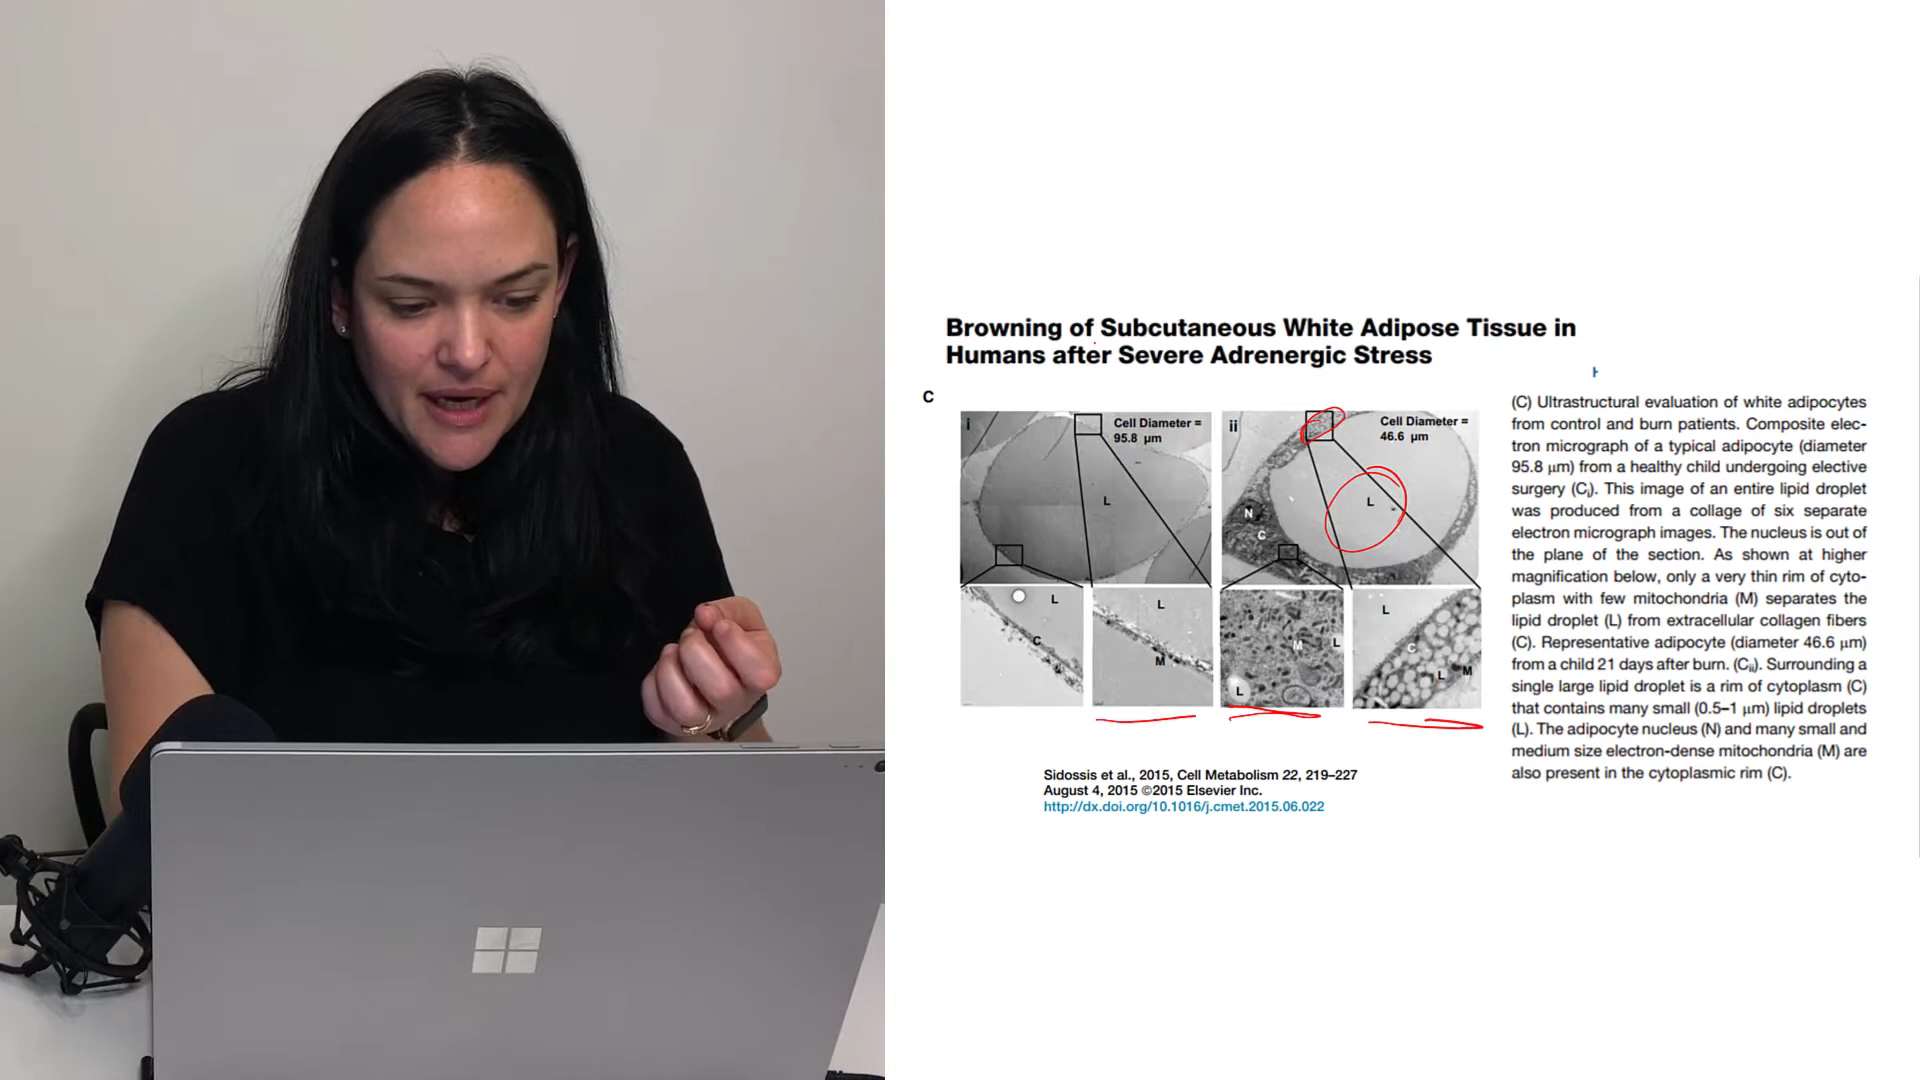 Browning of Subcutaneous White Adipose Tissue in
Humans after Severe Adrenergic Stress
C
i
Cell Diameter =
95.8 µm
L
L
C
L
M
ii
Cell Diameter =
46.6 µm
L
N
C
M
L
L
L
C
L
M
(C) Ultrastructural evaluation of white adipocytes
from control and burn patients. Composite elec-
tron micrograph of a typical adipocyte (diameter
95.8 µm) from a healthy child undergoing elective
surgery (Ci). This image of an entire lipid droplet
was produced from a collage of six separate
electron micrograph images. The nucleus is out of
the plane of the section. As shown at higher
magnification below, only a very thin rim of cyto-
plasm with few mitochondria (M) separates the
lipid droplet (L) from extracellular collagen fibers
(C). Representative adipocyte (diameter 46.6 µm)
from a child 21 days after burn. (Cii). Surrounding a
single large lipid droplet is a rim of cytoplasm (C)
that contains many small (0.5–1 µm) lipid droplets
(L). The adipocyte nucleus (N) and many small and
medium size electron-dense mitochondria (M) are
also present in the cytoplasmic rim (C).
Sidossis et al., 2015, Cell Metabolism 22, 219–227
August 4, 2015 ©2015 Elsevier Inc.
http://dx.doi.org/10.1016/j.cmet.2015.06.022